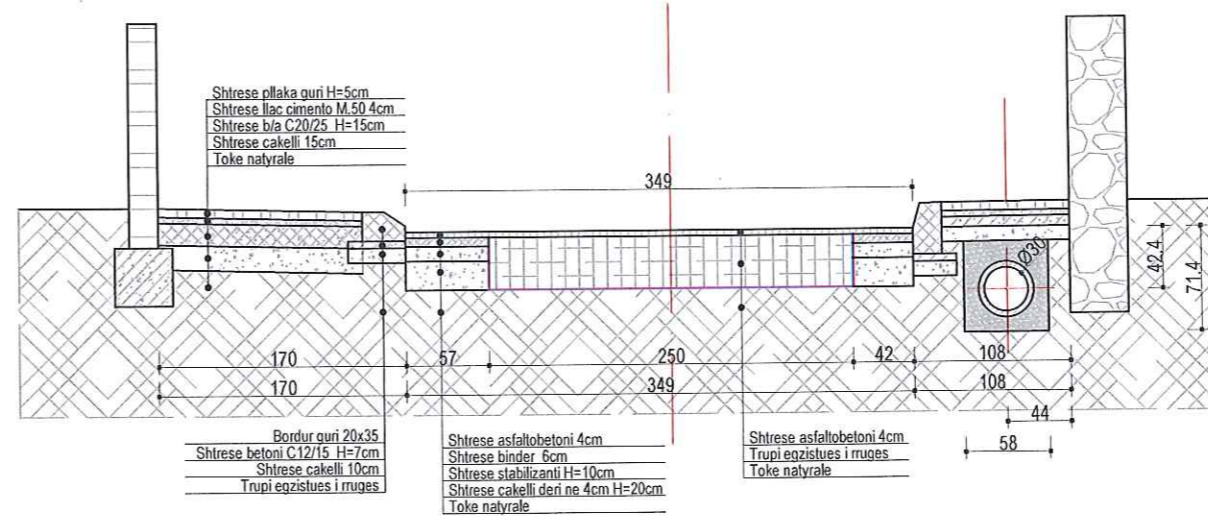 Shtrese pllaka guri H=5cm
Shtrese llac cimento M.50 4cm
Shtrese b/a C20/25 H=15cm
Shtrese cakelli 15cm
Toke natyrale
349
Ø30
42.4
71.4
170
57
250
42
108
170
349
108
44
58
Bordur guri 20x35
Shtrese betoni C12/15 H=7cm
Shtrese cakelli 10cm
Trupi egzistues i rruges
Shtrese asfaltobetoni 4cm
Shtrese binder 6cm
Shtrese stabilizanti H=10cm
Shtrese cakelli deri ne 4cm H=20cm
Toke natyrale
Shtrese asfaltobetoni 4cm
Trupi egzistues i rruges
Toke natyrale